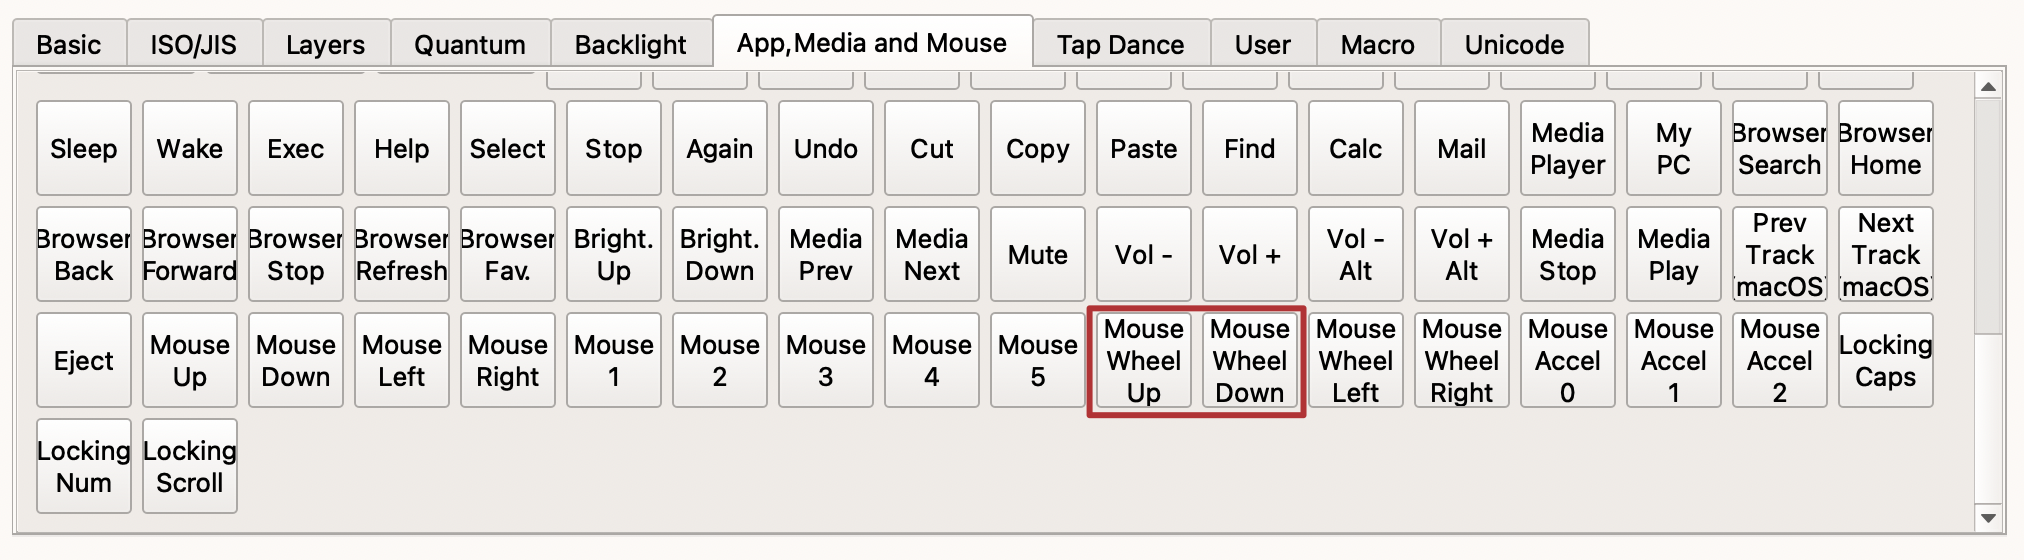 Basic ISO/JIS Layers Quantum Backlight App,Media and Mouse Tap Dance User Macro Unicode
Sleep Wake Exec Help Select Stop Again Undo Cut Copy Paste Find Calc Mail Media Player My PC Browser Search Browser Home
Browser Back Browser Forward Browser Stop Browser Refresh Browser Fav. Bright. Up Bright. Down Media Prev Media Next Mute Vol - Vol + Vol - Alt Vol + Alt Media Stop Media Play Prev Track (macOS) Next Track (macOS)
Eject Mouse Up Mouse Down Mouse Left Mouse Right Mouse 1 Mouse 2 Mouse 3 Mouse 4 Mouse 5 Mouse Wheel Up Mouse Wheel Down Mouse Wheel Left Mouse Wheel Right Mouse Accel 0 Mouse Accel 1 Mouse Accel 2 Locking Caps
Locking Num Locking Scroll